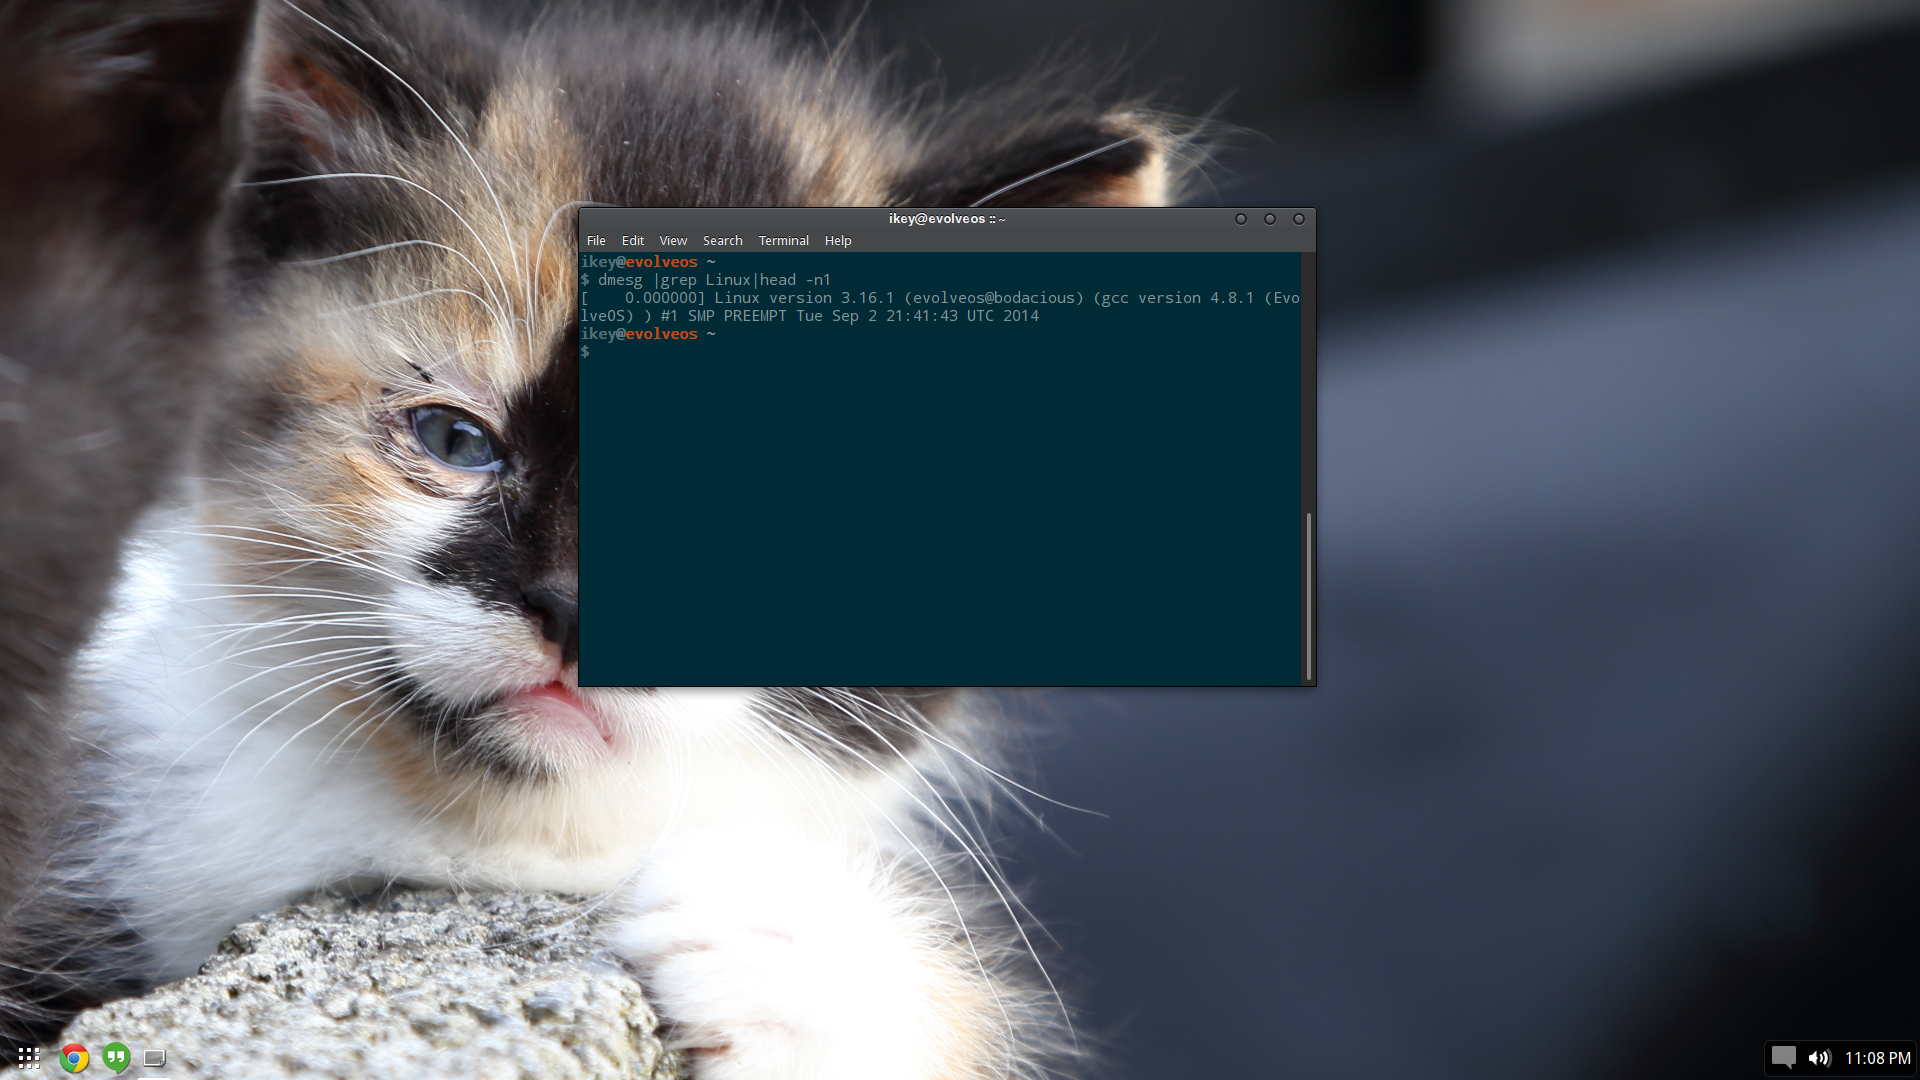 ikey@evolveos :: ~
File Edit View Search Terminal Help
ikey@evolveos ~
$ dmesg |grep Linux|head -n1
[    0.000000] Linux version 3.16.1 (evolveos@bodacious) (gcc version 4.8.1 (Evo
lveOS) ) #1 SMP PREEMPT Tue Sep 2 21:41:43 UTC 2014
ikey@evolveos ~
$
11:08 PM